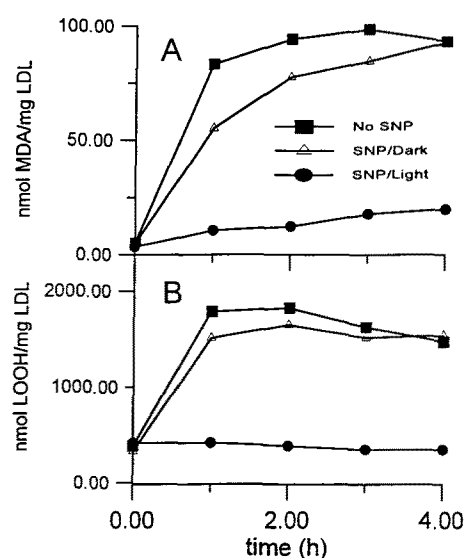 A
100.00
50.00
0.00
nmol MDA/mg LDL
No SNP
SNP/Dark
SNP/Light
B
2000.00
1000.00
0.00
nmol LOOH/mg LDL
0.00 2.00 4.00
time (h)